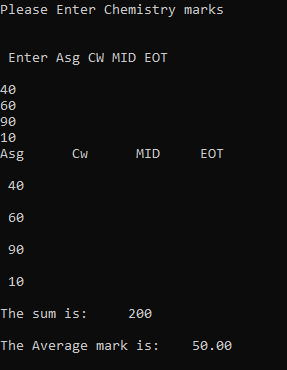 Please Enter Chemistry marks
Enter Asg CW MID EOT
40
60
90
10
Asg Cw MID EOT
40
60
90
10
The sum is: 200
The Average mark is: 50.00